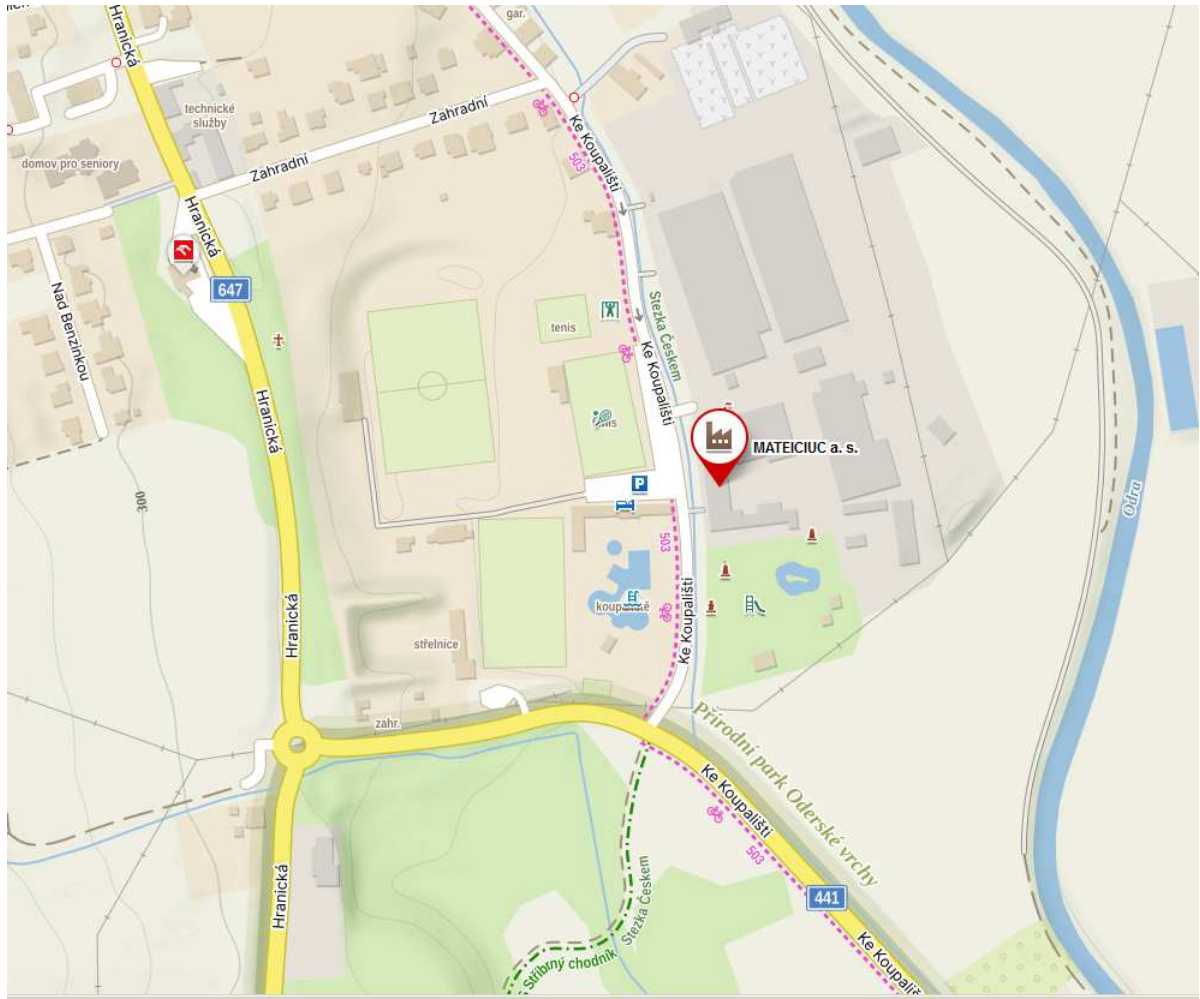 Hranická
gar.
technické
služby
Zahradní
Ke Koupališti
503
domov pro seniory
Zahradní
Hranická
647
Nad Benzinkou
tenis
Stezka Českem
Ke Koupališti
Hranická
MATEICIUC a. s.
P
300
Odra
503
koupaliště
Ke Koupališti
střelnice
Hranická
zahr.
Přírodní park Oderské vrchy
Ke Koupališti
503
Hranická
Stezka Českem
441
Stříbrný chodník
Ke Koupališti